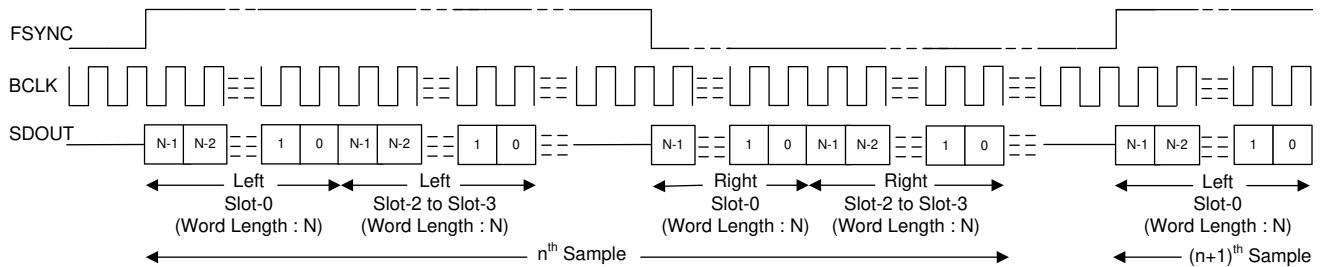 FSYNC
BCLK
SDOUT
N-1 N-2 1 0 N-1 N-2 1 0 N-1 1 0 N-1 N-2 1 0 N-1 N-2 1 0
Left Left Right Right Left
Slot-0 Slot-2 to Slot-3 Slot-0 Slot-2 to Slot-3 Slot-0
(Word Length : N) (Word Length : N) (Word Length : N) (Word Length : N) (Word Length : N)
nth Sample (n+1)th Sample